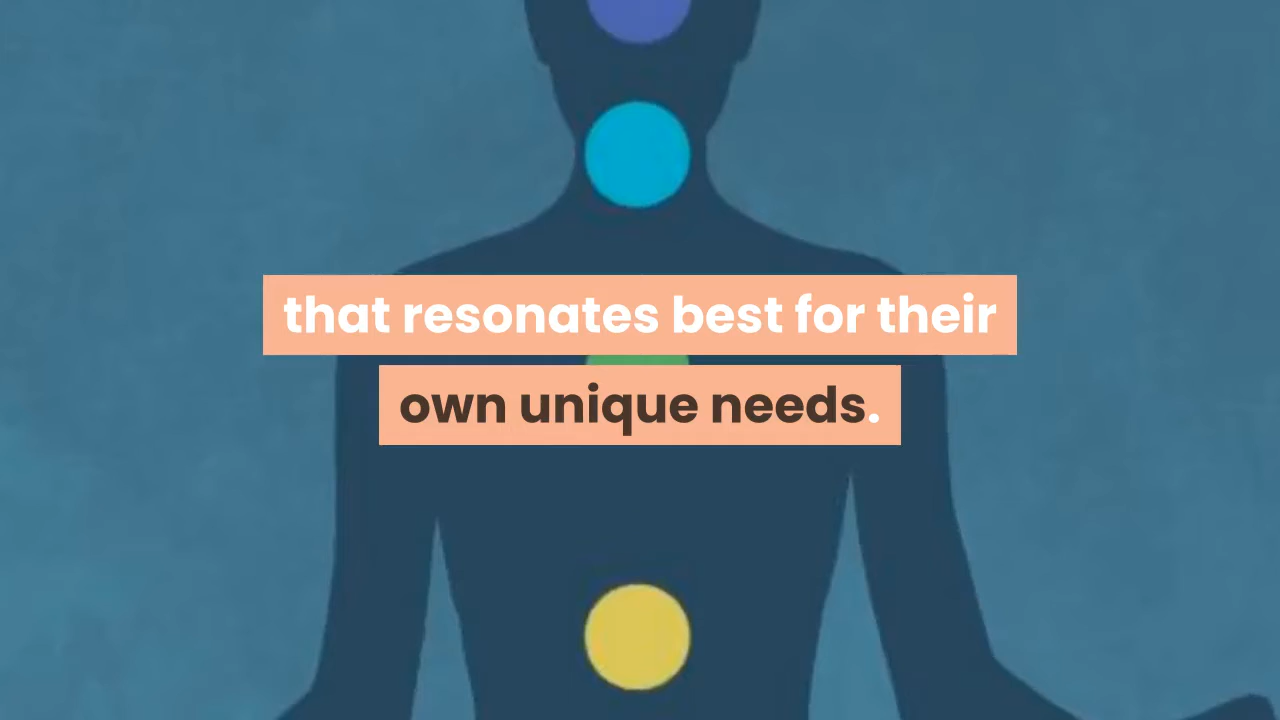 that resonates best for their
own unique needs.